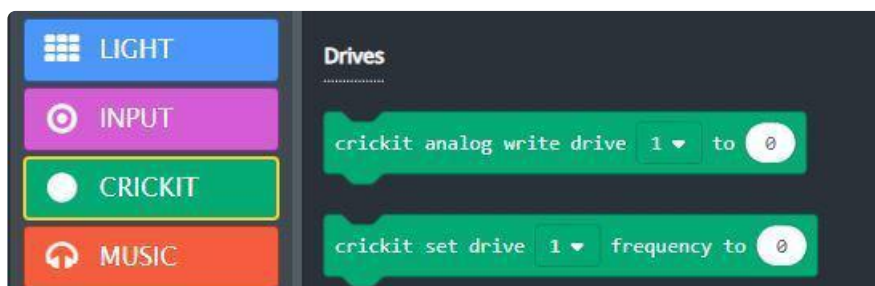 LIGHT
INPUT
CRICKIT
MUSIC
Drives
crickit analog write drive 1 to 0
crickit set drive 1 frequency to 0